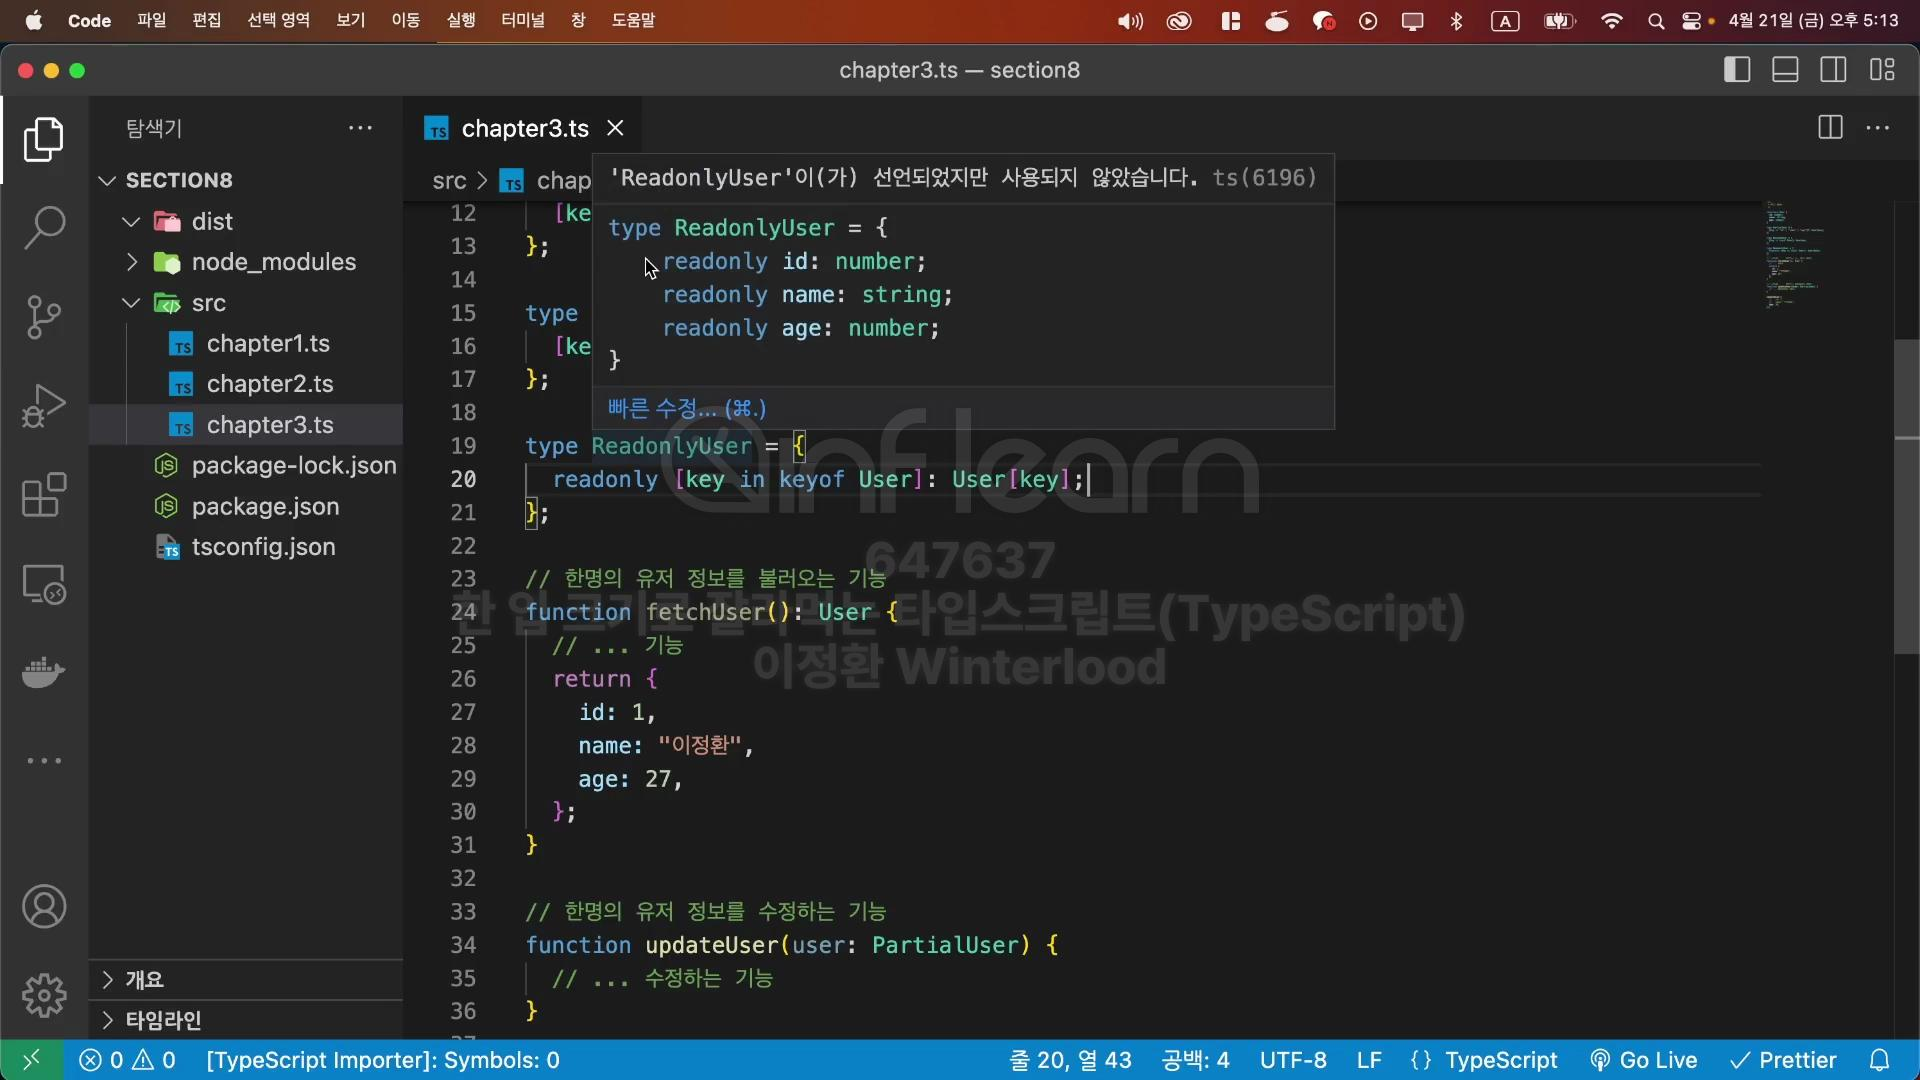 Code 파일 편집 선택 영역 보기 이동 실행 터미널 창 도움말 A 4월 21일 (금) 오후 5:13
chapter3.ts — section8
탐색기
SECTION8
dist
node_modules
src
TS chapter1.ts
TS chapter2.ts
TS chapter3.ts
package-lock.json
package.json
TS tsconfig.json
개요
타임라인
TS chapter3.ts
src > TS chap
'ReadonlyUser'이(가) 선언되었지만 사용되지 않았습니다. ts(6196)
type ReadonlyUser = {
readonly id: number;
readonly name: string;
readonly age: number;
}
빠른 수정... (⌘.)
12 [ke
13 };
14
15 type
16 [ke
17 };
18
19 type ReadonlyUser = {
20 readonly [key in keyof User]: User[key];
21 };
22
23 // 한명의 유저 정보를 불러오는 기능
24 function fetchUser(): User {
25 // ... 기능
26 return {
27 id: 1,
28 name: "이정환",
29 age: 27,
30 };
31 }
32
33 // 한명의 유저 정보를 수정하는 기능
34 function updateUser(user: PartialUser) {
35 // ... 수정하는 기능
36 }
37
inflearn
647637
한 입 크기로 잘라먹는 타입스크립트(TypeScript)
이정환 Winterlood
0 0 [TypeScript Importer]: Symbols: 0 줄 20, 열 43 공백: 4 UTF-8 LF {} TypeScript Go Live Prettier